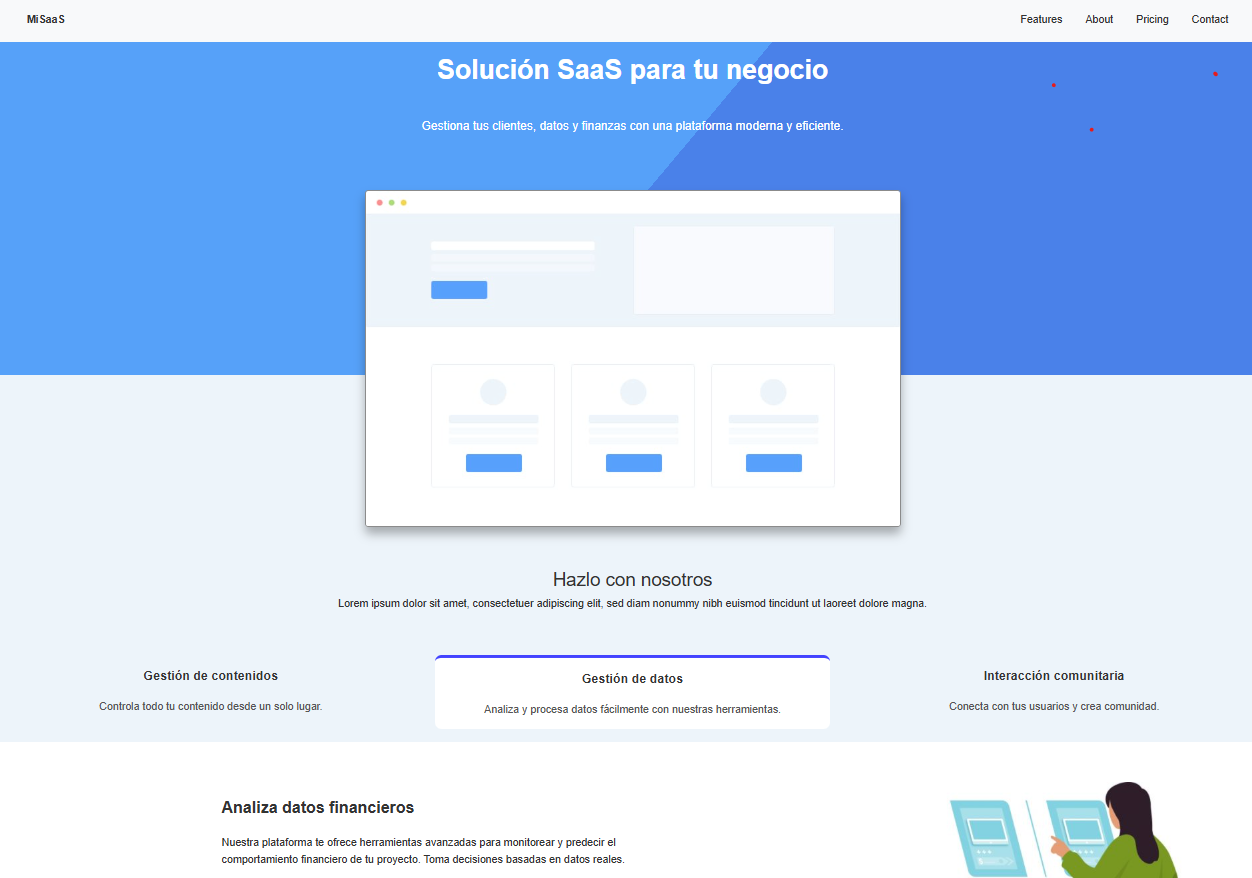 MiSaaS
Features About Pricing Contact
Solución SaaS para tu negocio
Gestiona tus clientes, datos y finanzas con una plataforma moderna y eficiente.
Hazlo con nosotros
Lorem ipsum dolor sit amet, consectetuer adipiscing elit, sed diam nonummy nibh euismod tincidunt ut laoreet dolore magna.
Gestión de contenidos
Controla todo tu contenido desde un solo lugar.
Gestión de datos
Analiza y procesa datos fácilmente con nuestras herramientas.
Interacción comunitaria
Conecta con tus usuarios y crea comunidad.
Analiza datos financieros
Nuestra plataforma te ofrece herramientas avanzadas para monitorear y predecir el
comportamiento financiero de tu proyecto. Toma decisiones basadas en datos reales.